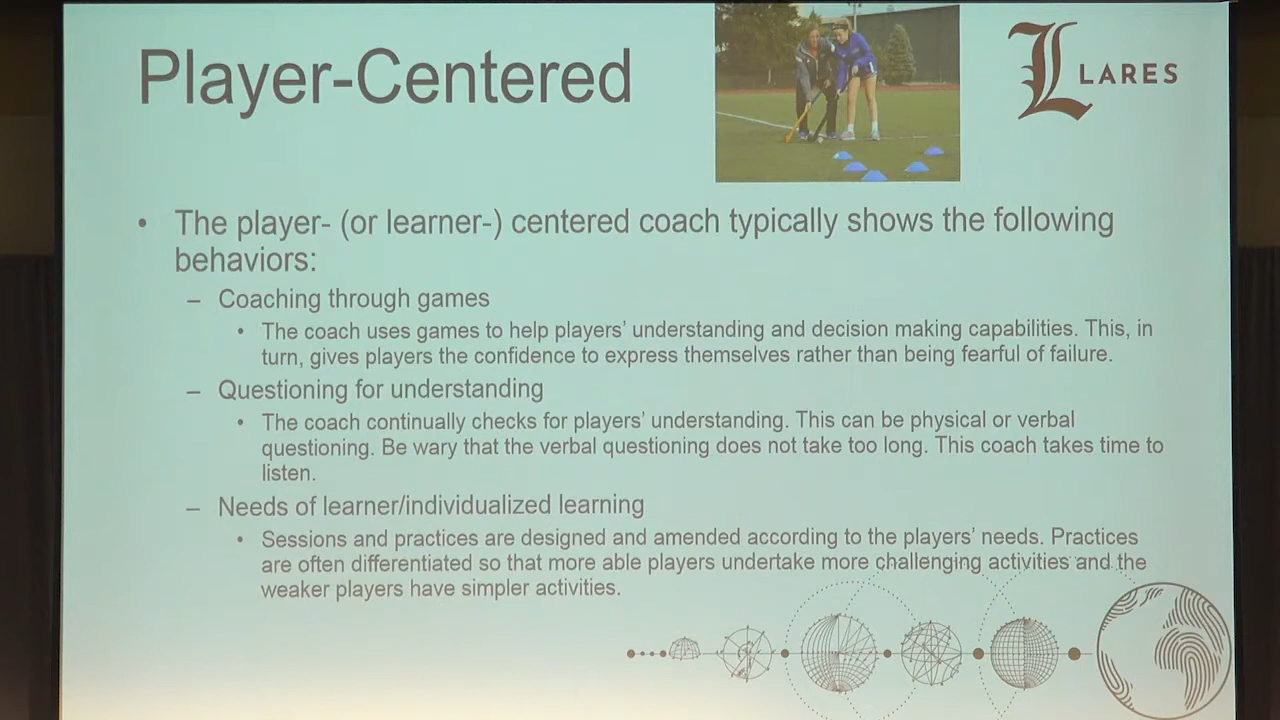 Player-Centered
L LARES
• The player- (or learner-) centered coach typically shows the following
behaviors:
– Coaching through games
• The coach uses games to help players’ understanding and decision making capabilities. This, in
turn, gives players the confidence to express themselves rather than being fearful of failure.
– Questioning for understanding
• The coach continually checks for players’ understanding. This can be physical or verbal
questioning. Be wary that the verbal questioning does not take too long. This coach takes time to
listen.
– Needs of learner/individualized learning
• Sessions and practices are designed and amended according to the players’ needs. Practices
are often differentiated so that more able players undertake more challenging activities and the
weaker players have simpler activities.